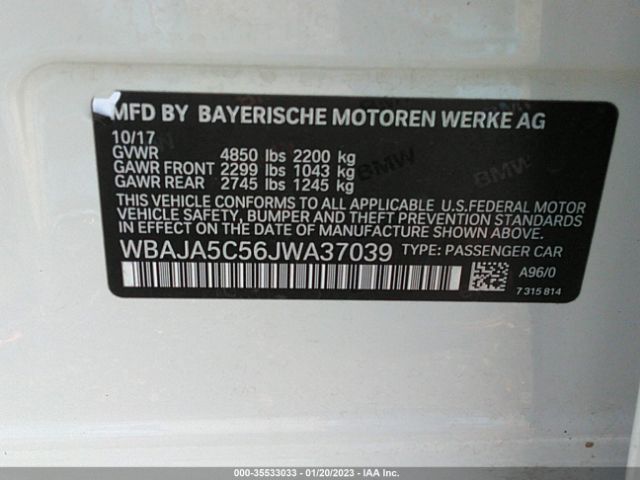 MFD BY BAYERISCHE MOTOREN WERKE AG
10/17
GVWR 4850 lbs 2200 kg
GAWR FRONT 2299 lbs 1043 kg
GAWR REAR 2745 lbs 1245 kg
THIS VEHICLE CONFORMS TO ALL APPLICABLE U.S.FEDERAL MOTOR
VEHICLE SAFETY, BUMPER, AND THEFT PREVENTION STANDARDS
IN EFFECT ON THE DATE OF MANUFACTURE SHOWN ABOVE.
WBAJA5C56JWA37039 TYPE: PASSENGER CAR
A96/0
7 315 814
BMW
BMW
000-35533033 - 01/20/2023 - IAA Inc.